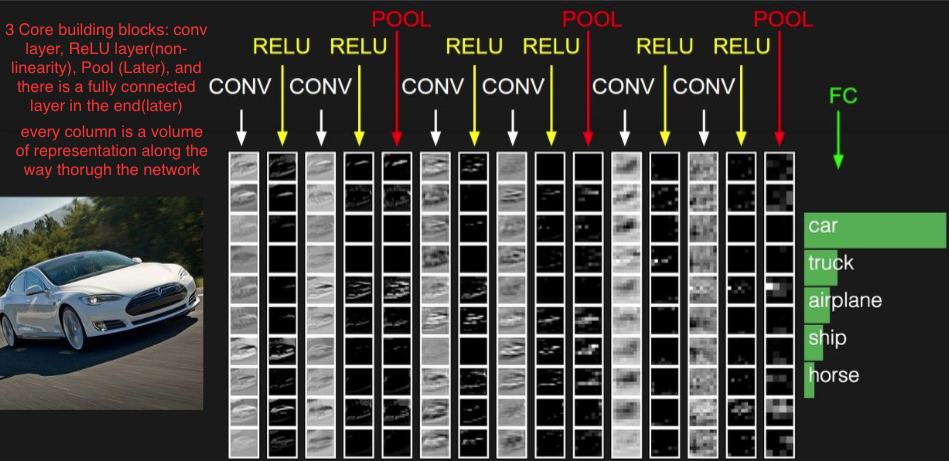 3 Core building blocks: conv
layer, ReLU layer(non-
linearity), Pool (Later), and
there is a fully connected
layer in the end(later)
every column is a volume
of representation along the
way thorugh the network
POOL POOL POOL
RELU RELU RELU RELU RELU RELU
CONV CONV CONV CONV CONV CONV
FC
car
truck
airplane
ship
horse